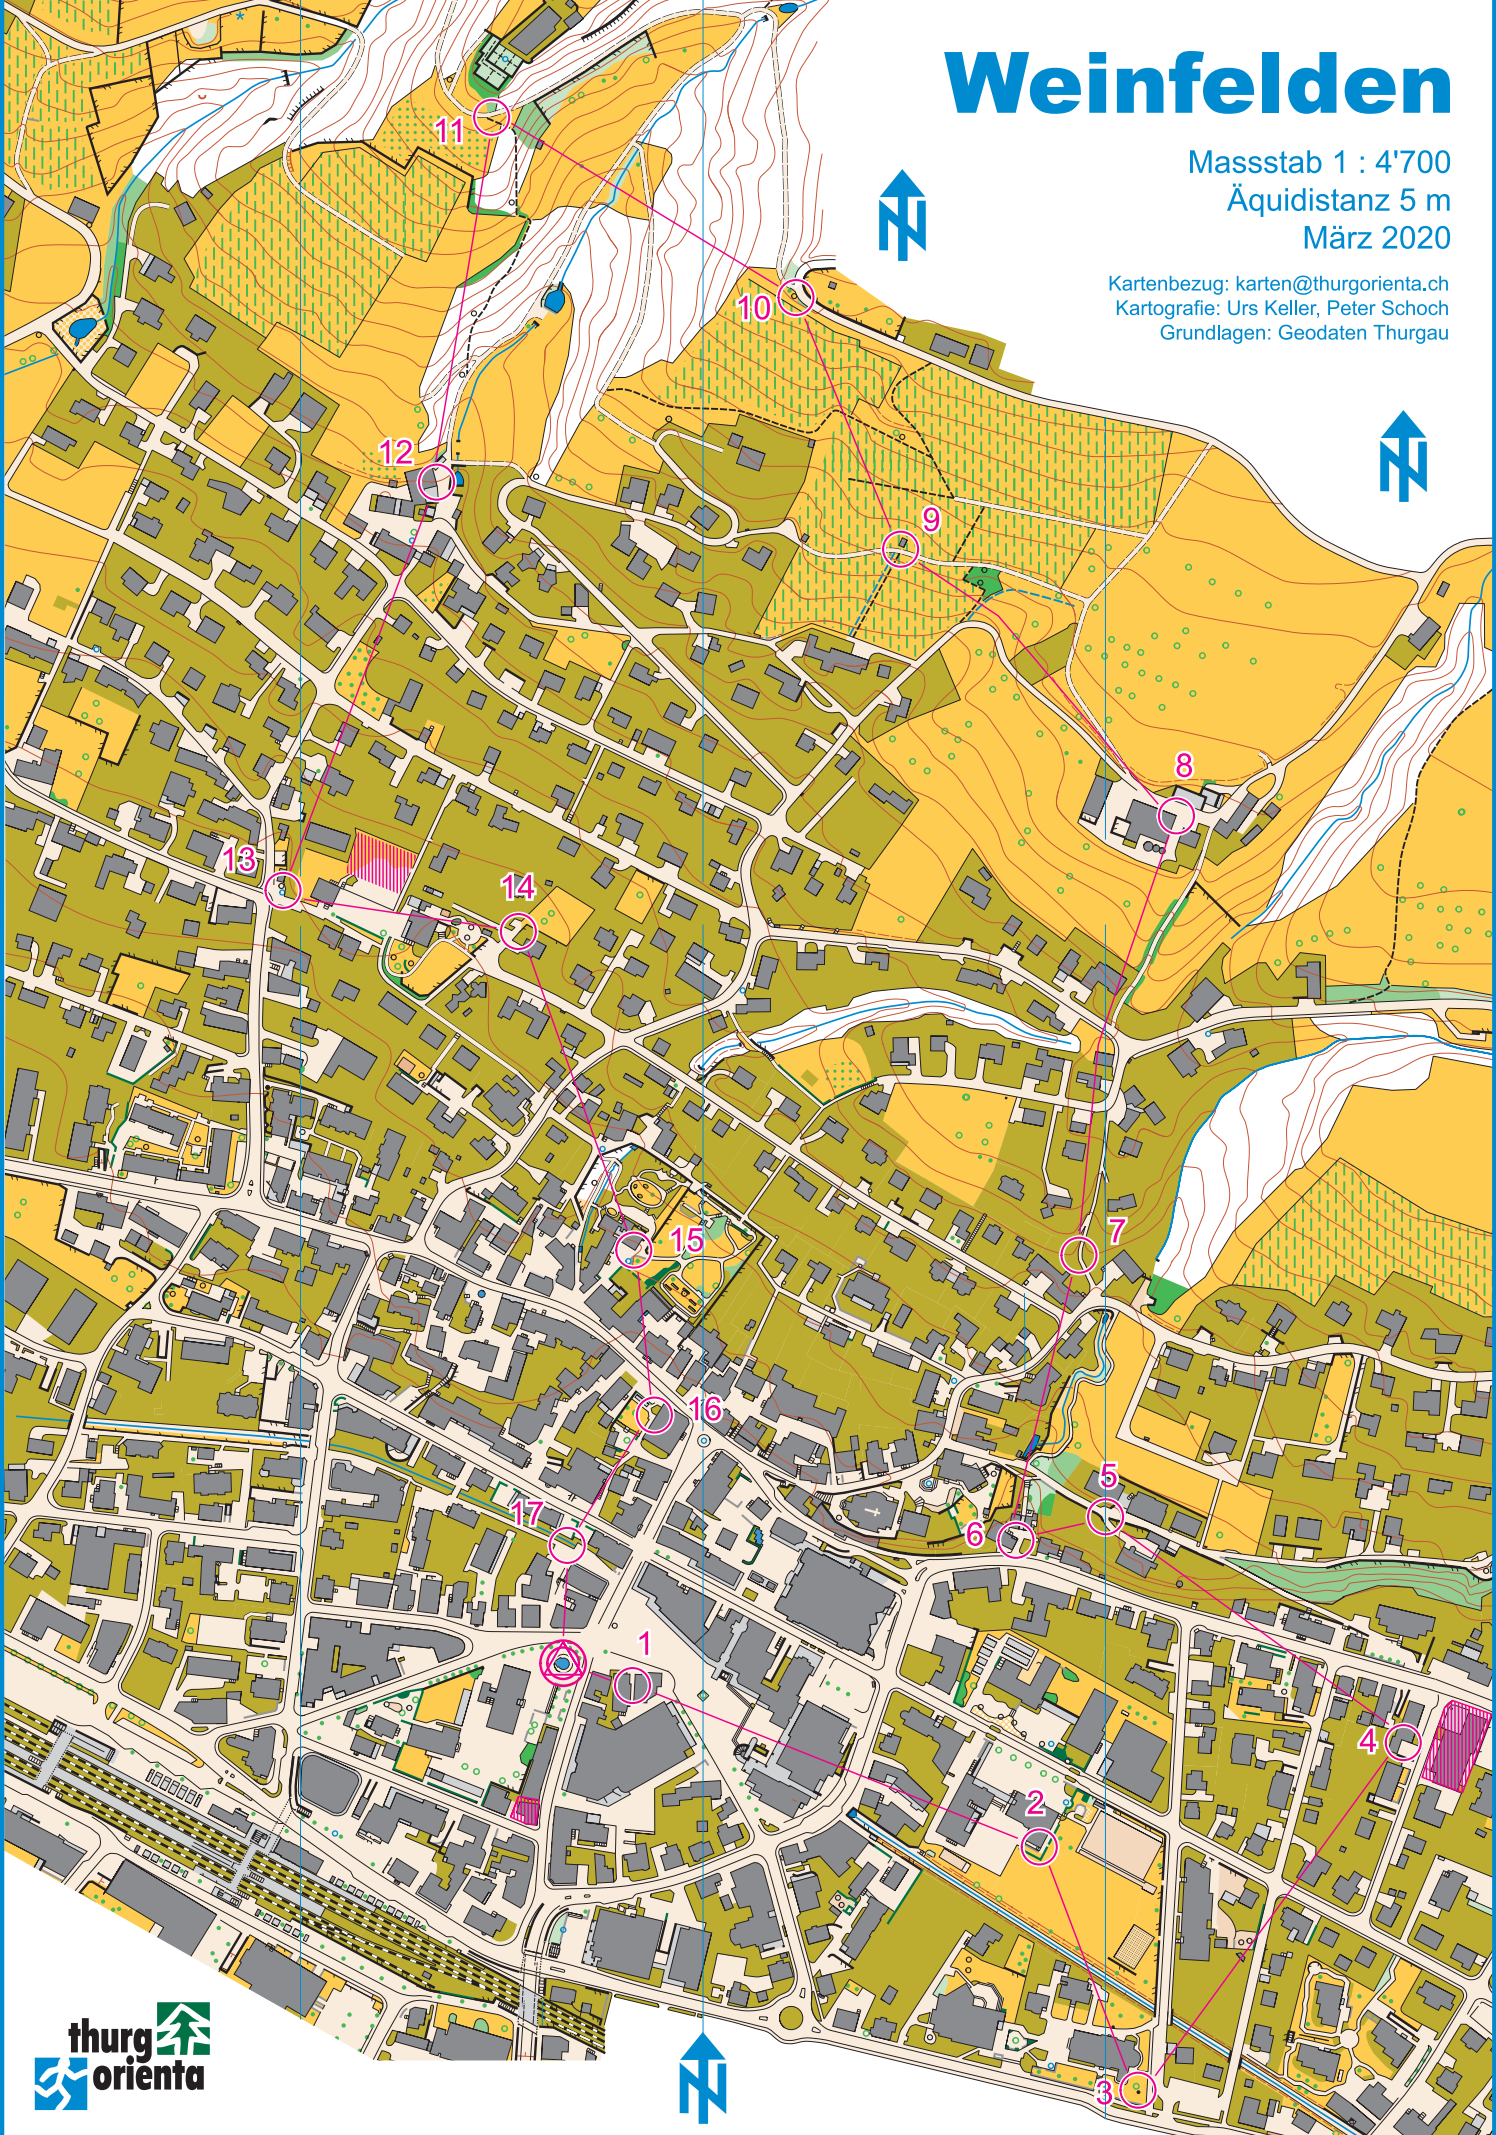 Weinfelden
Massstab 1 : 4'700
Äquidistanz 5 m
März 2020
Kartenbezug: karten@thurgorienta.ch
Kartografie: Urs Keller, Peter Schoch
Grundlagen: Geodaten Thurgau
N
N
11
10
12
9
8
13
14
15
7
16
5
17
6
1
4
2
3
N
thurg
orienta